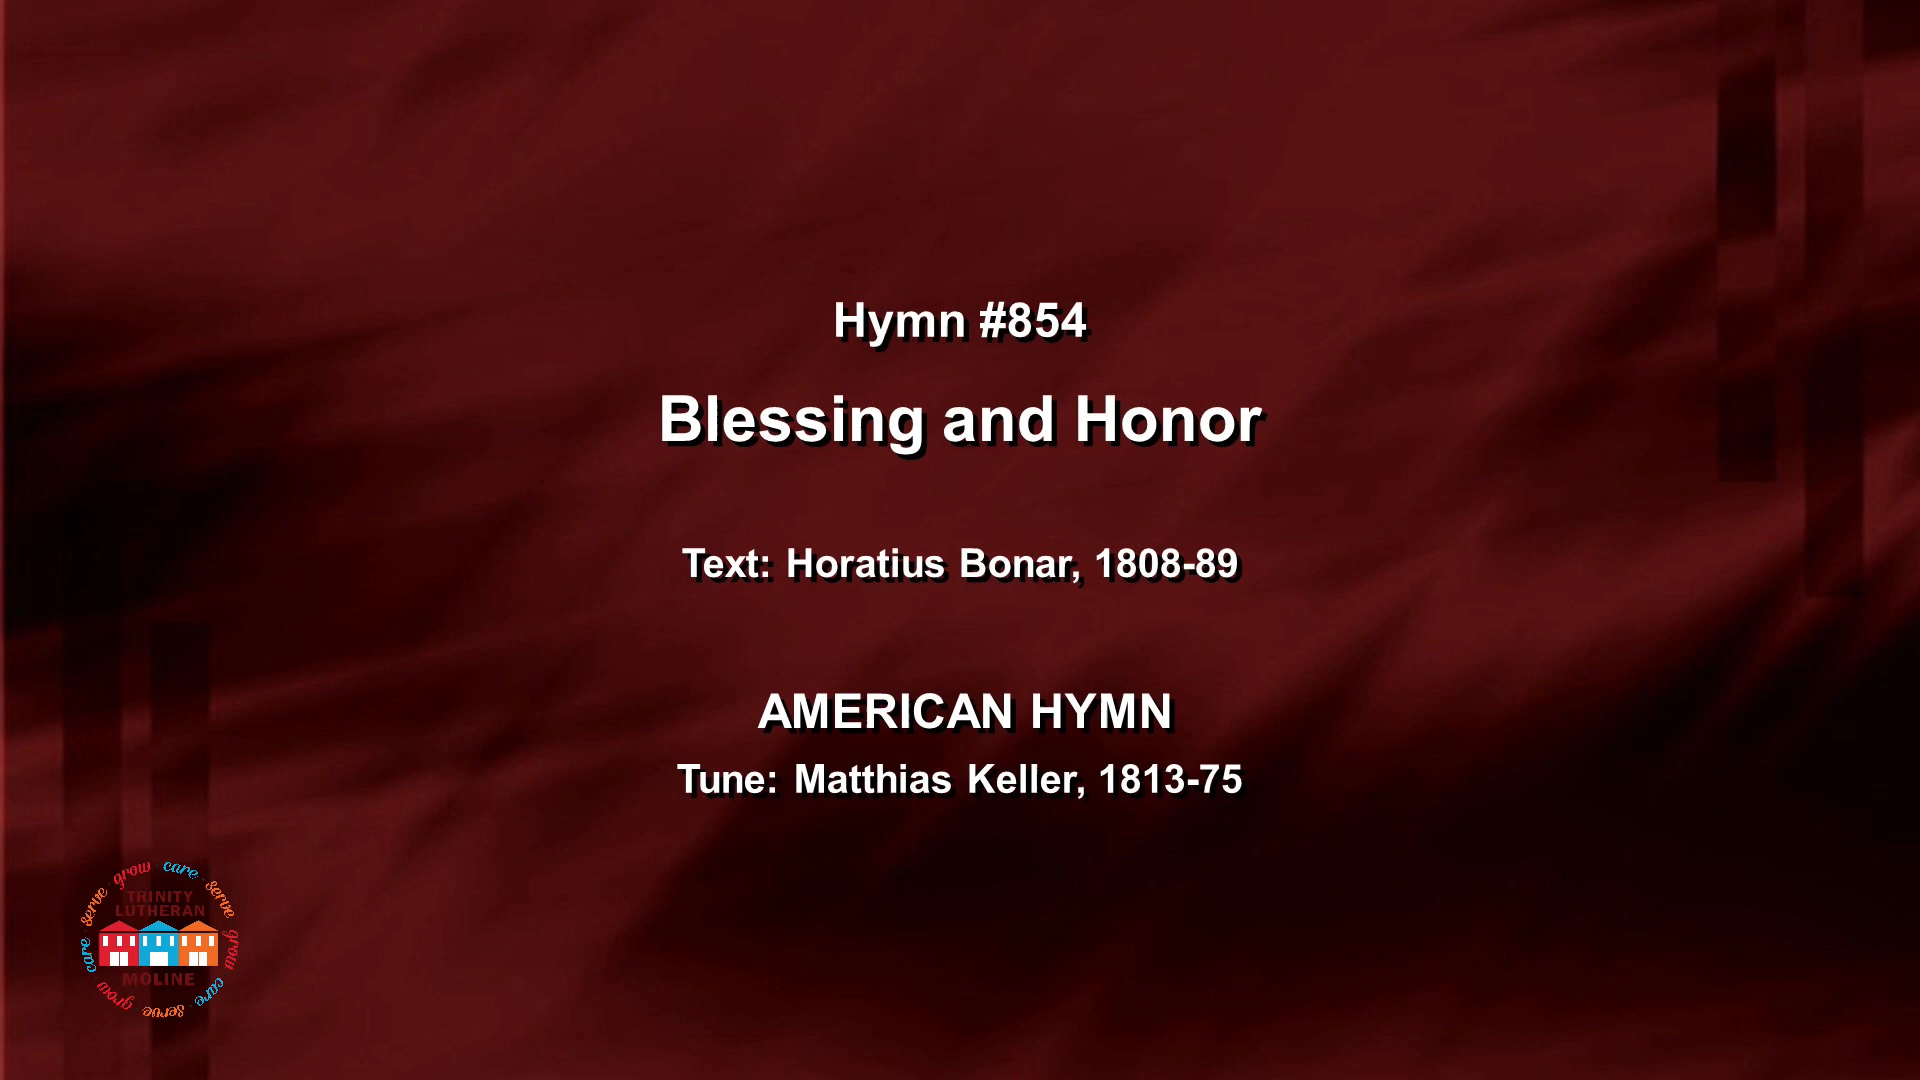 Hymn #854
Blessing and Honor
Text: Horatius Bonar, 1808-89
AMERICAN HYMN
Tune: Matthias Keller, 1813-75
grow care serve grow care serve grow care serve
TRINITY
LUTHERAN
MOLINE